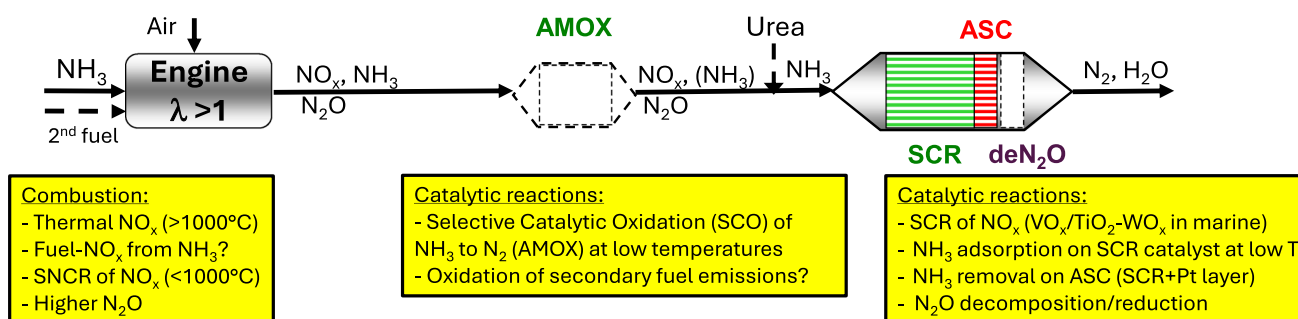 Air
NH₃
2nd fuel
Engine
λ >1
NOₓ, NH₃
N₂O
AMOX
NOₓ, (NH₃)
N₂O
Urea
NH₃
ASC
SCR
deN₂O
N₂, H₂O
Combustion:
- Thermal NOₓ (>1000°C)
- Fuel-NOₓ from NH₃?
- SNCR of NOₓ (<1000°C)
- Higher N₂O
Catalytic reactions:
- Selective Catalytic Oxidation (SCO) of
NH₃ to N₂ (AMOX) at low temperatures
- Oxidation of secondary fuel emissions?
Catalytic reactions:
- SCR of NOₓ (VOₓ/TiO₂-WOₓ in marine)
- NH₃ adsorption on SCR catalyst at low T
- NH₃ removal on ASC (SCR+Pt layer)
- N₂O decomposition/reduction